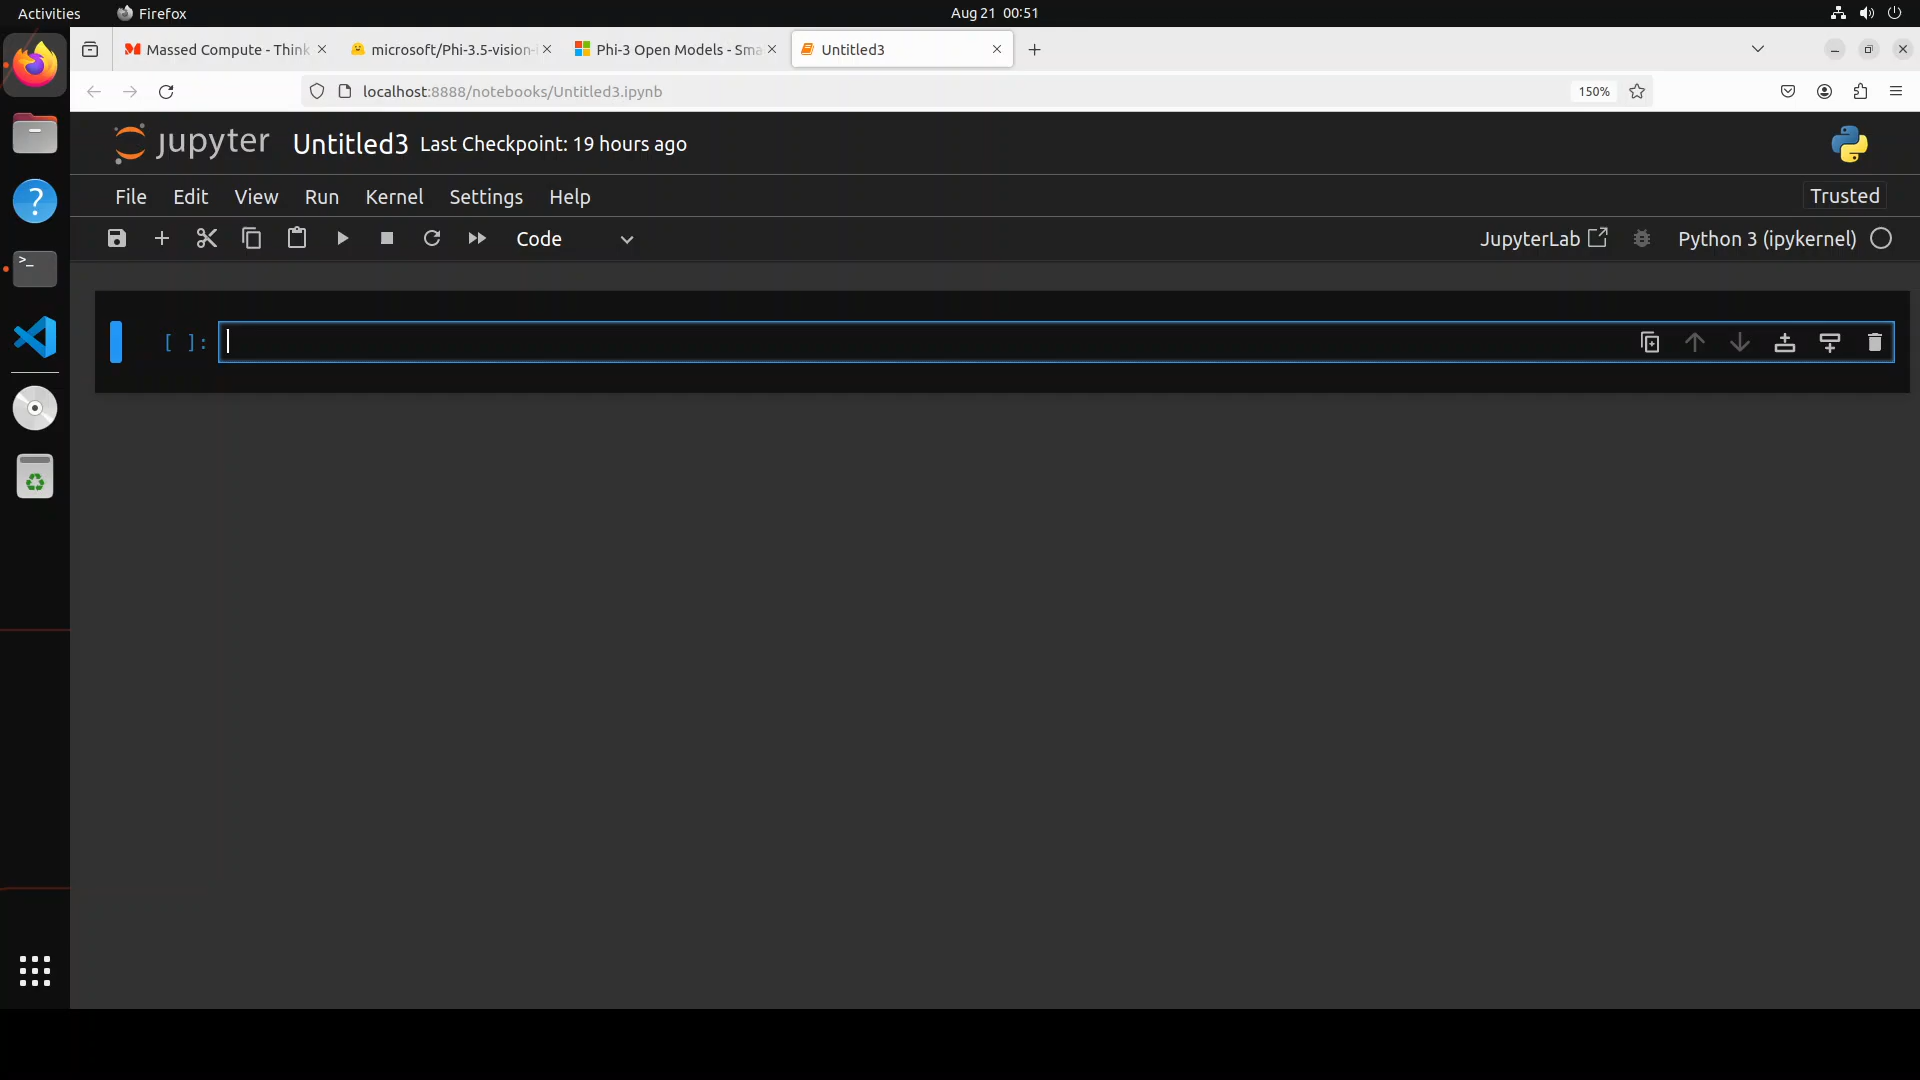 Activities Firefox Aug 21 00:51
Massed Compute - Think microsoft/Phi-3.5-vision- Phi-3 Open Models - Sma Untitled3
localhost:8888/notebooks/Untitled3.ipynb 150%
jupyter Untitled3 Last Checkpoint: 19 hours ago
File Edit View Run Kernel Settings Help Trusted
Code JupyterLab Python 3 (ipykernel)
[ ]: